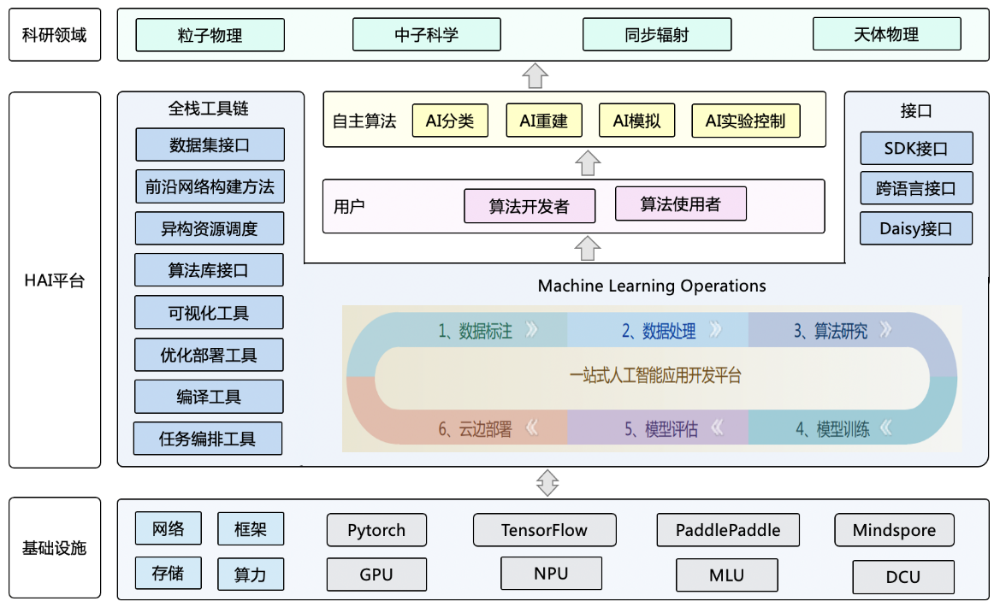 科研领域
粒子物理
中子科学
同步辐射
天体物理
HAI平台
全栈工具链
数据集接口
前沿网络构建方法
异构资源调度
算法库接口
可视化工具
优化部署工具
编译工具
任务编排工具
自主算法
AI分类
AI重建
AI模拟
AI实验控制
用户
算法开发者
算法使用者
接口
SDK接口
跨语言接口
Daisy接口
Machine Learning Operations
1、数据标注
2、数据处理
3、算法研究
一站式人工智能应用开发平台
6、云边部署
5、模型评估
4、模型训练
基础设施
网络
框架
Pytorch
TensorFlow
PaddlePaddle
Mindspore
存储
算力
GPU
NPU
MLU
DCU